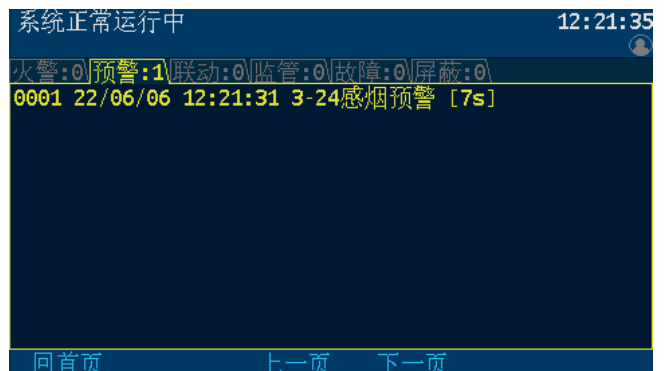 系统正常运行中 12:21:35
火警:0\预警:1\联动:0\监管:0\故障:0\屏蔽:0\
0001 22/06/06 12:21:31 3-24感烟预警 [7s]
回首页 上一页 下一页